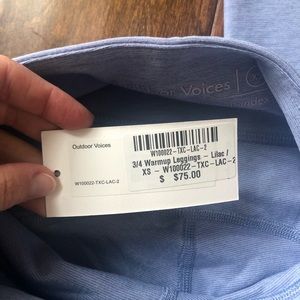 Voices
Outdoor Voices
W100022-TXC-LAC-2
W100022-TXC-LAC-2
3/4 Warmup Leggings - Lilac /
XS - W100022-TXC-LAC-2
$ $75.00